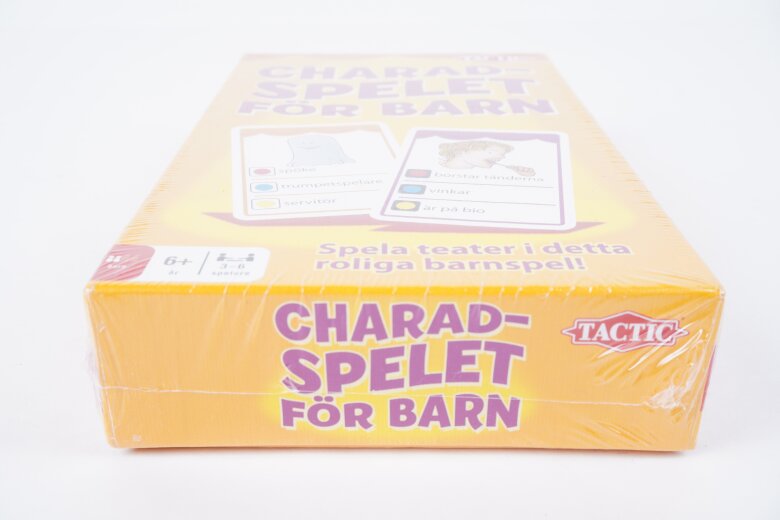 TACTIC
CHARAD-
SPELET
FÖR BARN
spöke
trumpetspelare
servitör
borstar tänderna
vinkar
är på bio
Spela teater i detta
roliga barnspel!
6+
år
3-6
spelare
CHARAD-
SPELET
FÖR BARN
TACTIC